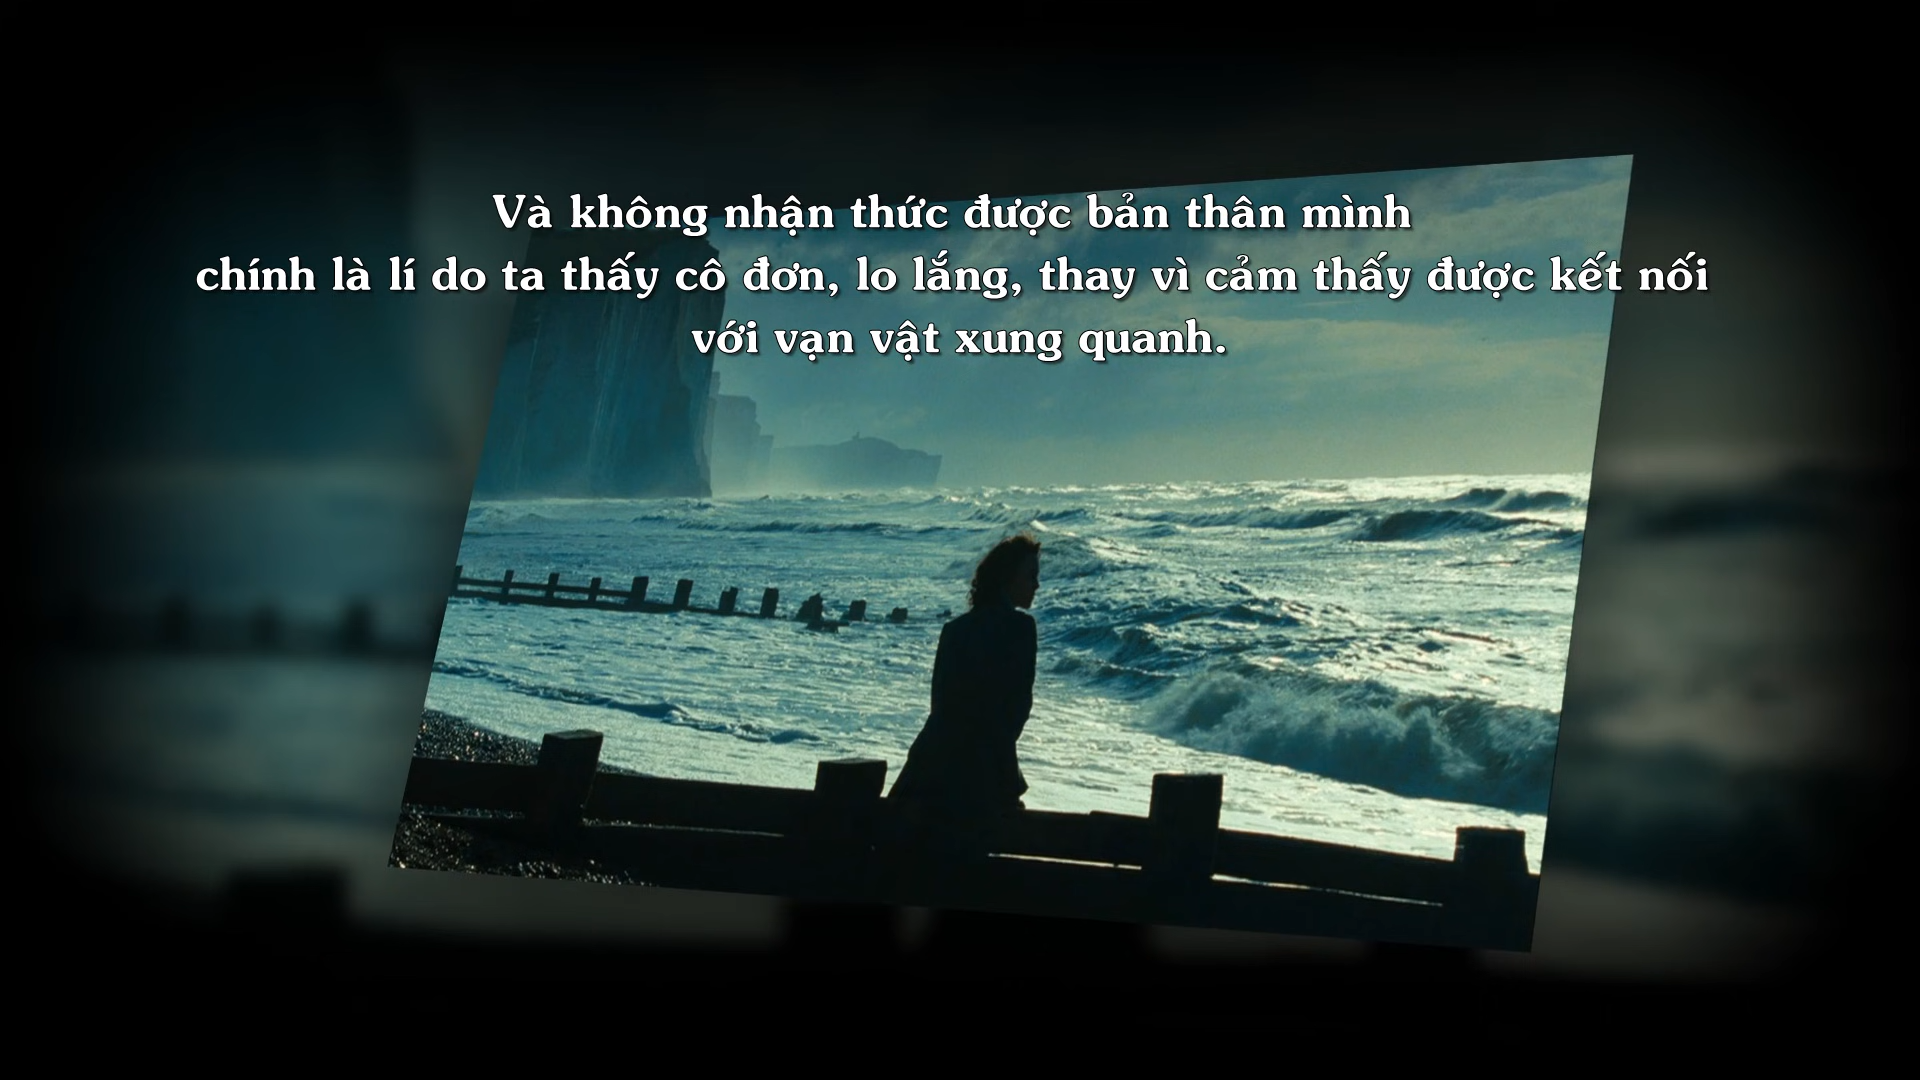 Và không nhận thức được bản thân mình
chính là lí do ta thấy cô đơn, lo lắng, thay vì cảm thấy được kết nối
với vạn vật xung quanh.